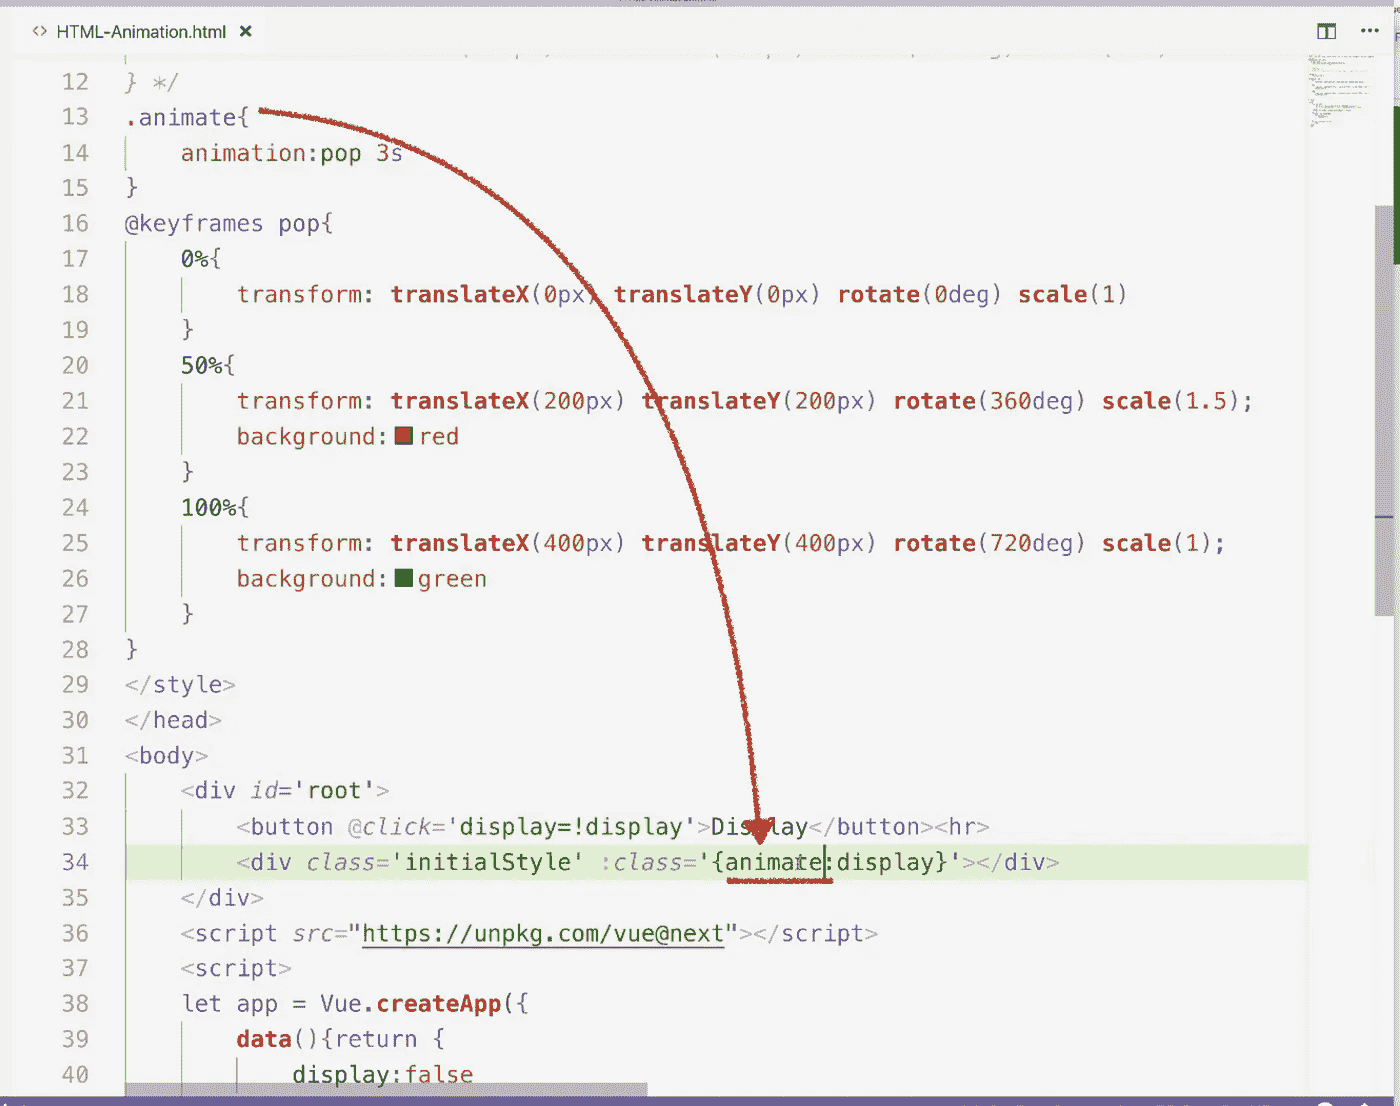 HTML-Animation.html
12 } */
13 .animate{
14 animation:pop 3s
15 }
16 @keyframes pop{
17 0%{
18 transform: translateX(0px) translateY(0px) rotate(0deg) scale(1)
19 }
20 50%{
21 transform: translateX(200px) translateY(200px) rotate(360deg) scale(1.5);
22 background: red
23 }
24 100%{
25 transform: translateX(400px) translateY(400px) rotate(720deg) scale(1);
26 background: green
27 }
28 }
29 </style>
30 </head>
31 <body>
32 <div id='root'>
33 <button @click='display=!display'>Display</button><hr>
34 <div class='initialStyle' :class='{animate:display}'></div>
35 </div>
36 <script src="https://unpkg.com/vue@next"></script>
37 <script>
38 let app = Vue.createApp({
39 data(){return {
40 display:false